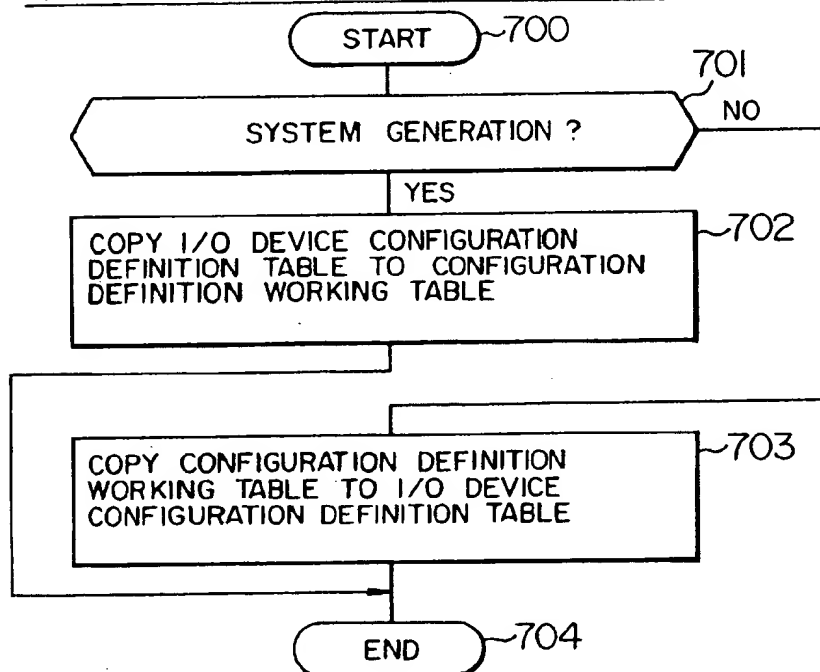 START
700
701
SYSTEM GENERATION ?
NO
YES
COPY I/O DEVICE CONFIGURATION
DEFINITION TABLE TO CONFIGURATION
DEFINITION WORKING TABLE
702
COPY CONFIGURATION DEFINITION
WORKING TABLE TO I/O DEVICE
CONFIGURATION DEFINITION TABLE
703
END
704